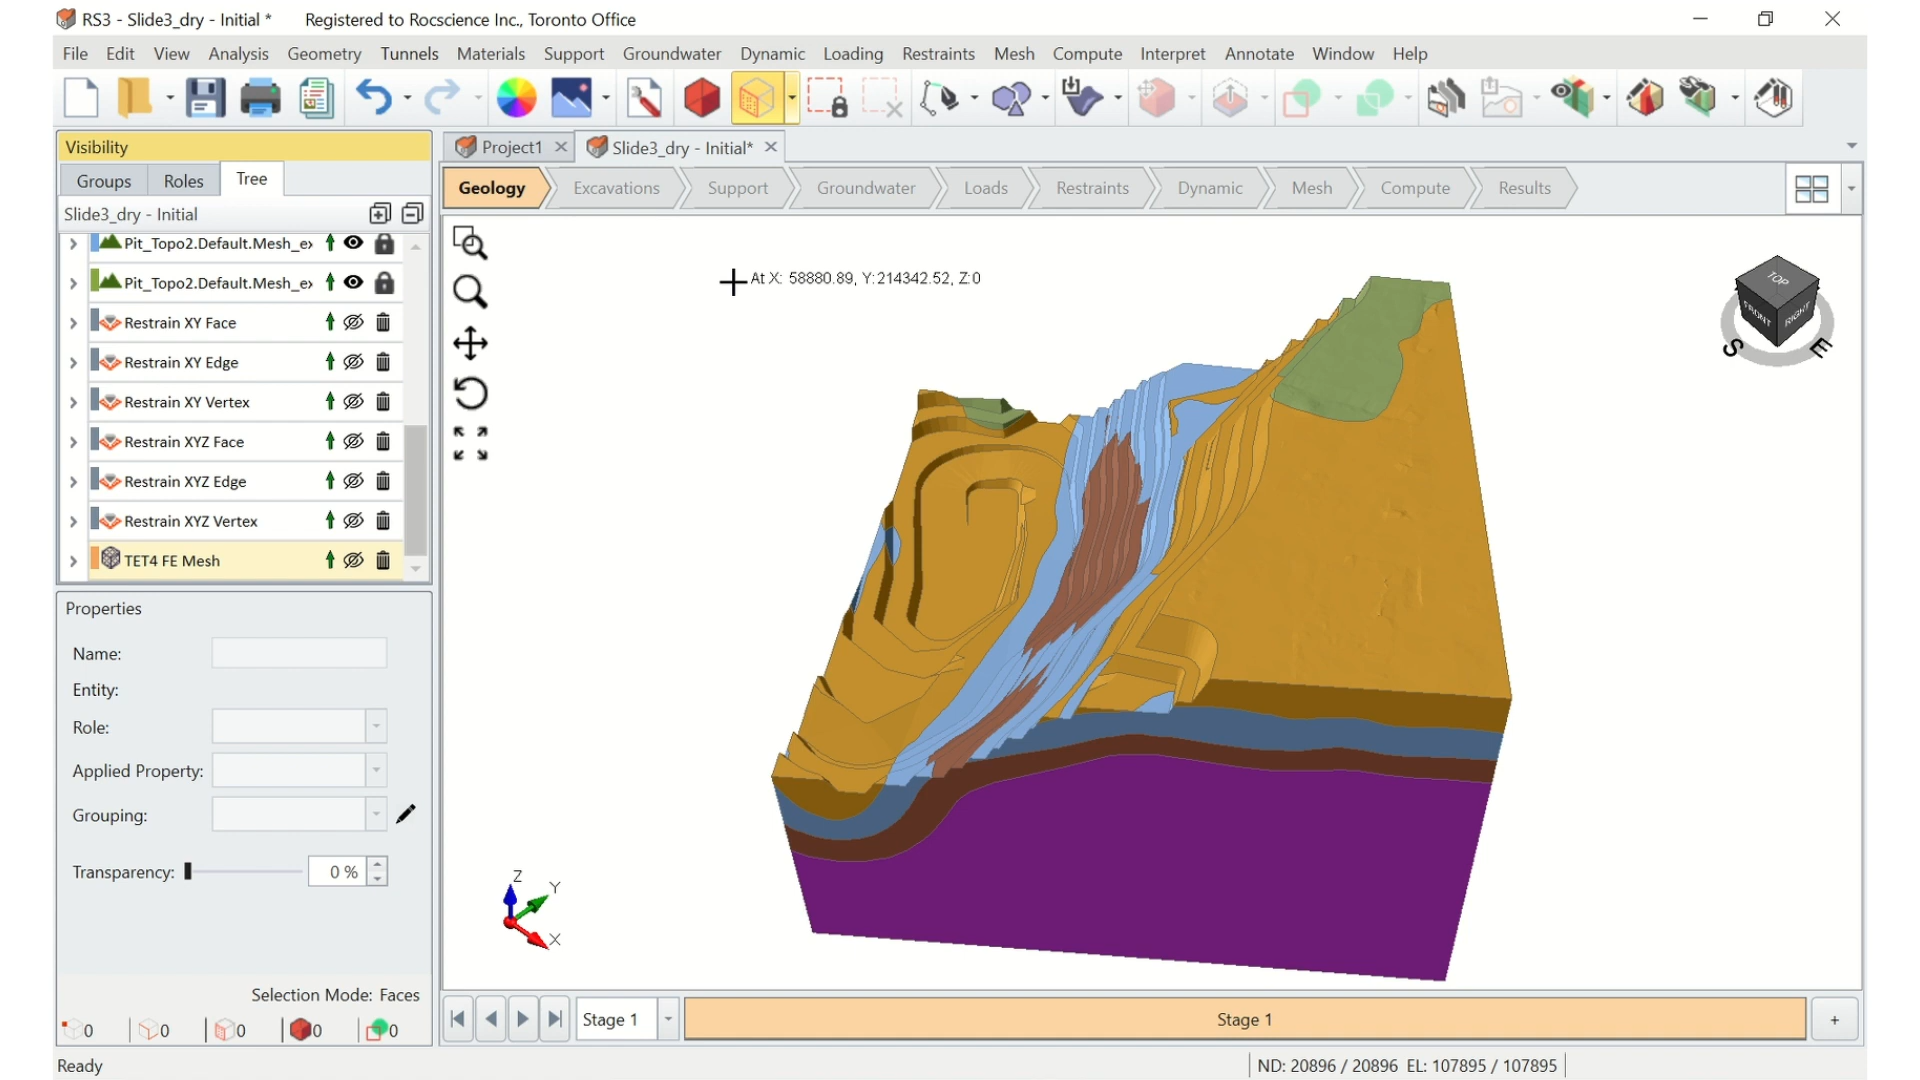 RS3 - Slide3_dry - Initial * Registered to Rocscience Inc., Toronto Office
File Edit View Analysis Geometry Tunnels Materials Support Groundwater Dynamic Loading Restraints Mesh Compute Interpret Annotate Window Help
Visibility
Project1
Slide3_dry - Initial*
Groups Roles Tree
Geology Excavations Support Groundwater Loads Restraints Dynamic Mesh Compute Results
Slide3_dry - Initial
Pit_Topo2.Default.Mesh_e
Pit_Topo2.Default.Mesh_e
Restrain XY Face
Restrain XY Edge
Restrain XY Vertex
Restrain XYZ Face
Restrain XYZ Edge
Restrain XYZ Vertex
TET4 FE Mesh
At X: 58880.89, Y:214342.52, Z:0
TOP
FRONT
RIGHT
S
E
Properties
Name:
Entity:
Role:
Applied Property:
Grouping:
Transparency: 0 %
Z
Y
X
Selection Mode: Faces
0 0 0 0 0
Stage 1
Stage 1
+
Ready
ND: 20896 / 20896 EL: 107895 / 107895